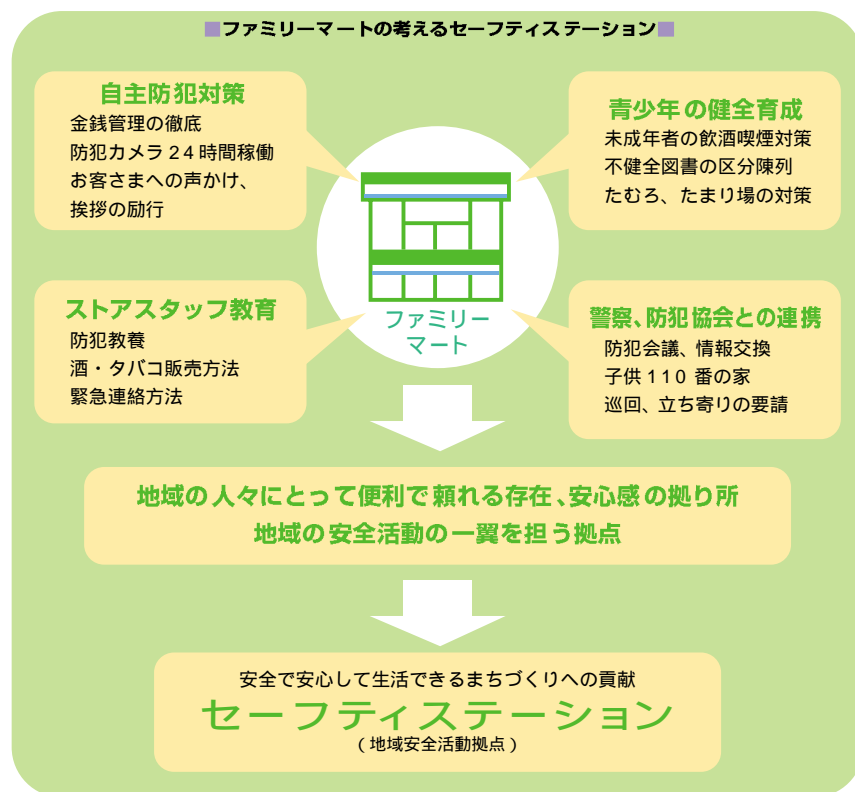 ■ファミリーマートの考えるセーフティステーション■
自主防犯対策
金銭管理の徹底
防犯カメラ24時間稼働
お客さまへの声かけ、
挨拶の励行
青少年の健全育成
未成年者の飲酒喫煙対策
不健全図書の区分陳列
たむろ、たまり場の対策
ファミリー
マート
ストアスタッフ教育
防犯教養
酒・タバコ販売方法
緊急連絡方法
警察、防犯協会との連携
防犯会議、情報交換
子供110番の家
巡回、立ち寄りの要請
地域の人々にとって便利で頼れる存在、安心感の拠り所
地域の安全活動の一翼を担う拠点
安全で安心して生活できるまちづくりへの貢献
セーフティステーション
(地域安全活動拠点)